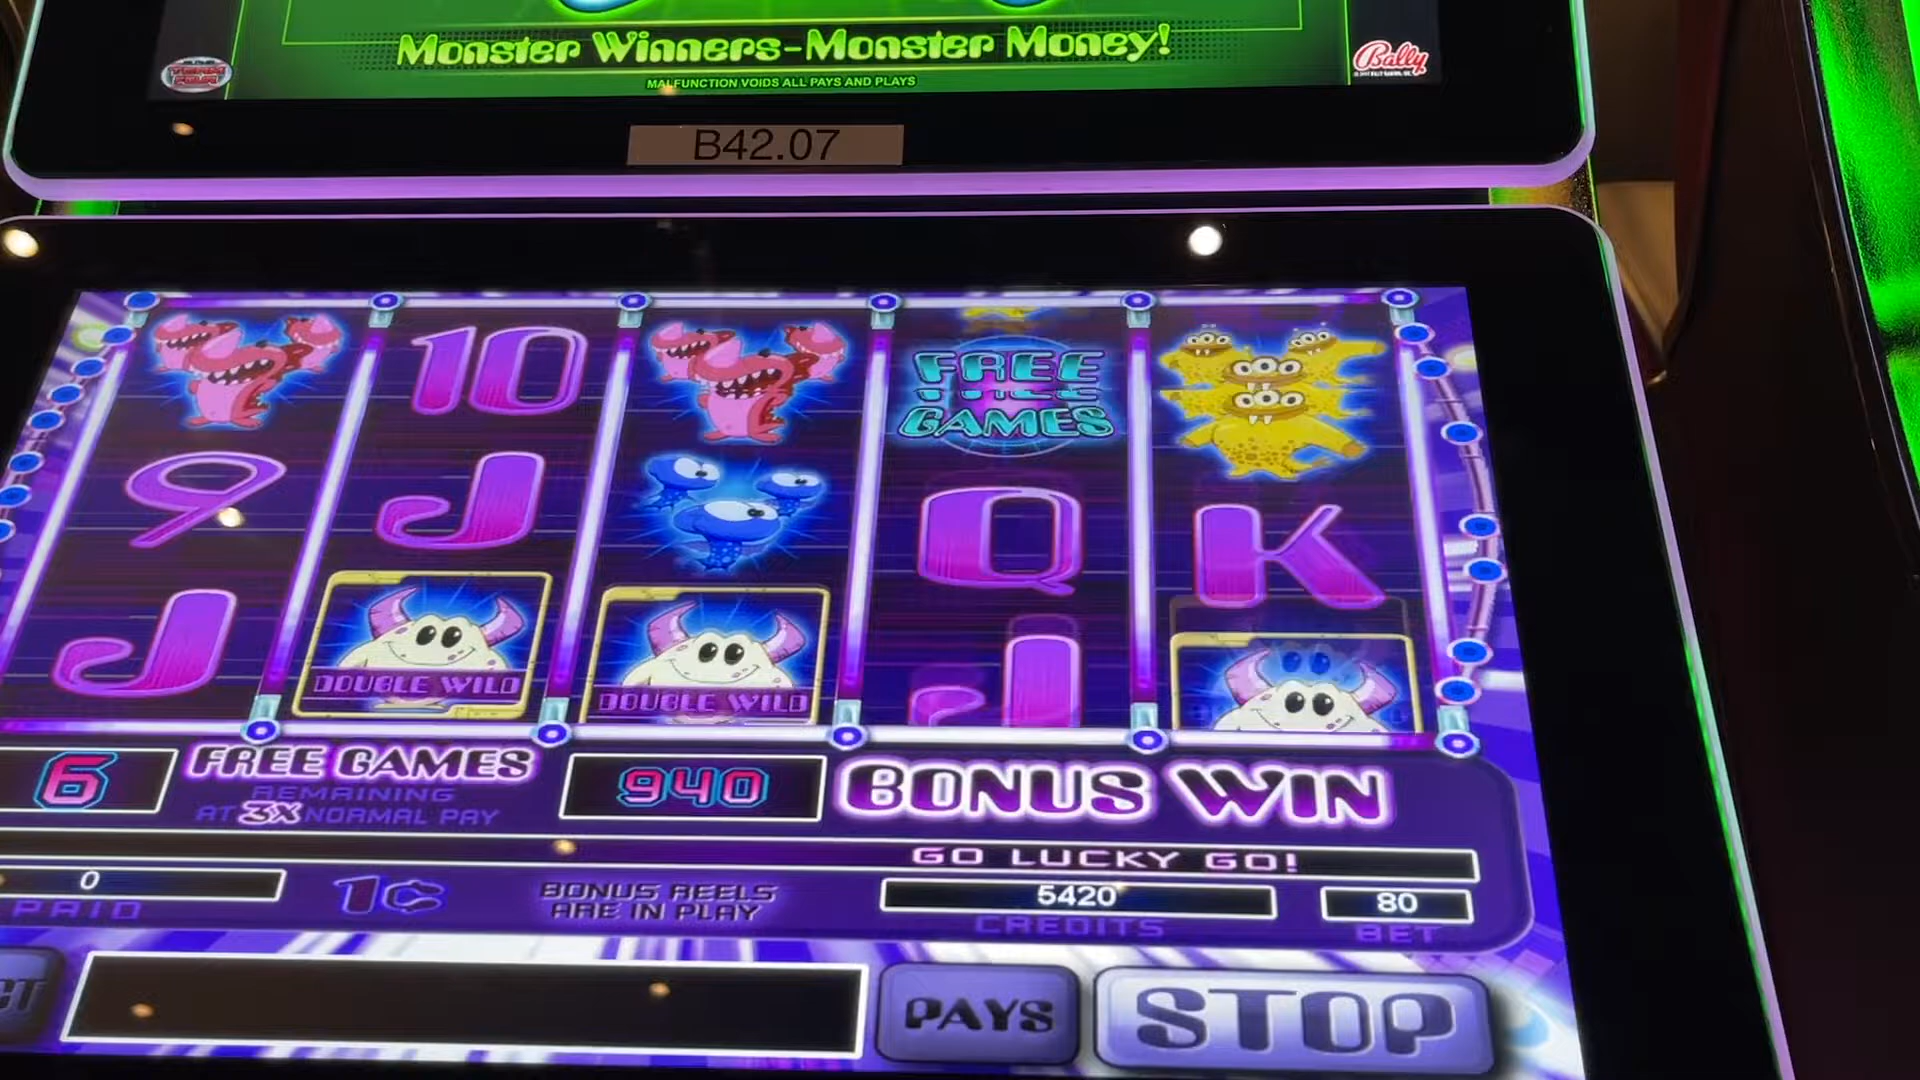 Monster Winners-Monster Money!
Bally
MALFUNCTION VOIDS ALL PAYS AND PLAYS
B42.07
10
FREE
GAMES
9
J
Q
K
J
DOUBLE WILD
DOUBLE WILD
J
6
FREE GAMES
REMAINING
AT 3X NORMAL PAY
940
BONUS WIN
GO LUCKY GO!
0
PAID
1¢
BONUS REELS
ARE IN PLAY
5420
CREDITS
80
BET
PAYS
STOP